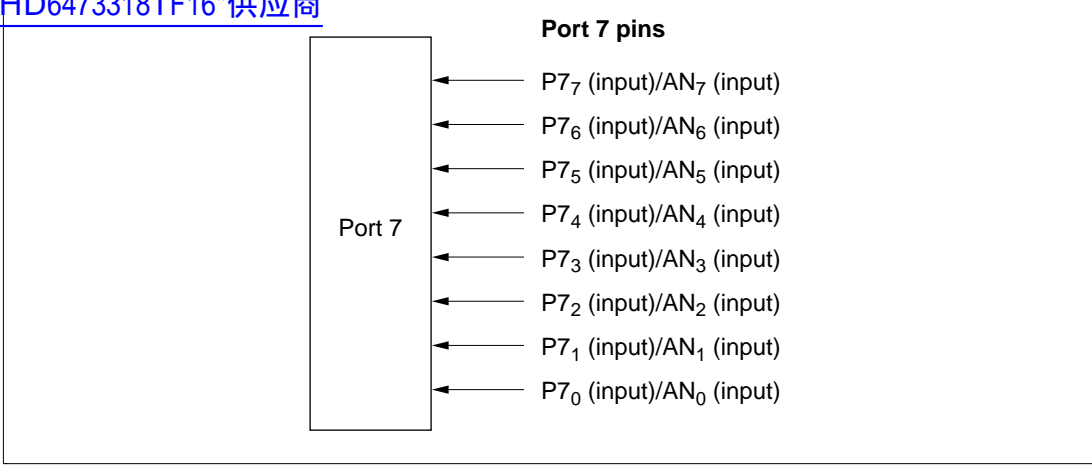 HD6473318TF16"供应商
Port 7 pins
P7₇ (input)/AN₇ (input)
P7₆ (input)/AN₆ (input)
P7₅ (input)/AN₅ (input)
P7₄ (input)/AN₄ (input)
Port 7
P7₃ (input)/AN₃ (input)
P7₂ (input)/AN₂ (input)
P7₁ (input)/AN₁ (input)
P7₀ (input)/AN₀ (input)